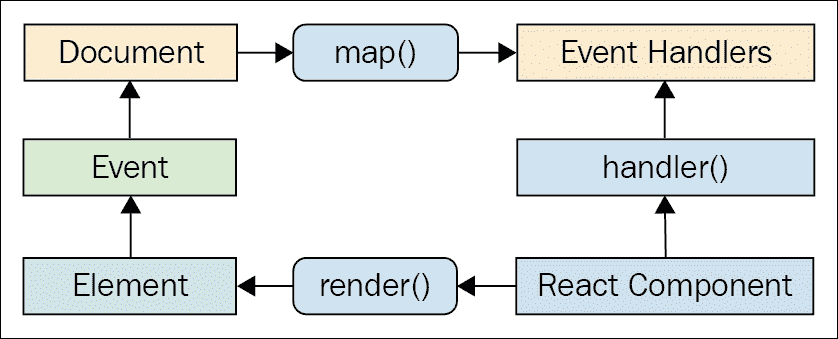 Document
map()
Event Handlers
Event
handler()
Element
render()
React Component